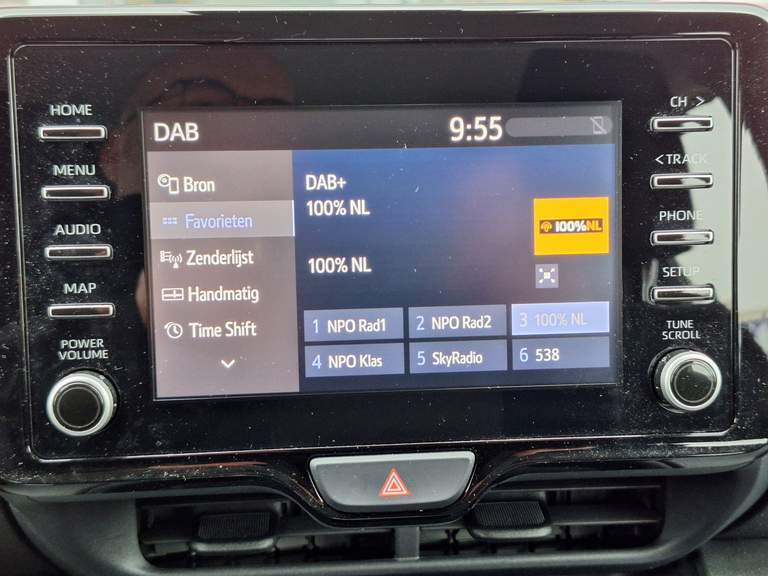 HOME
MENU
AUDIO
MAP
POWER
VOLUME
DAB
9:55
Bron
Favorieten
Zenderlijst
Handmatig
Time Shift
DAB+
100% NL
100% NL
100%NL
1 NPO Rad1
2 NPO Rad2
3 100% NL
4 NPO Klas
5 SkyRadio
6 538
CH >
< TRACK
PHONE
SETUP
TUNE
SCROLL